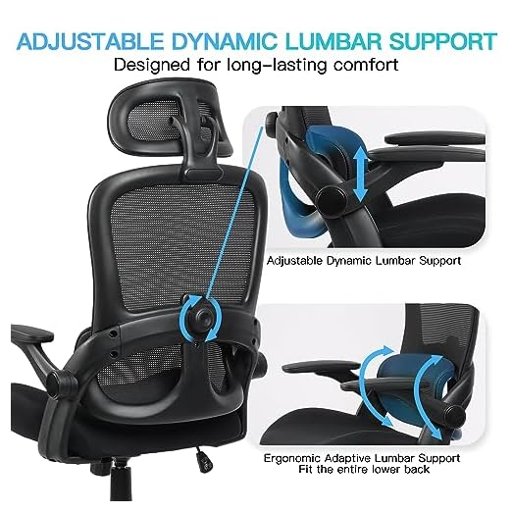 ADJUSTABLE DYNAMIC LUMBAR SUPPORT
Designed for long-lasting comfort
Adjustable Dynamic Lumbar Support
Ergonomic Adaptive Lumbar Support
Fit the entire lower back